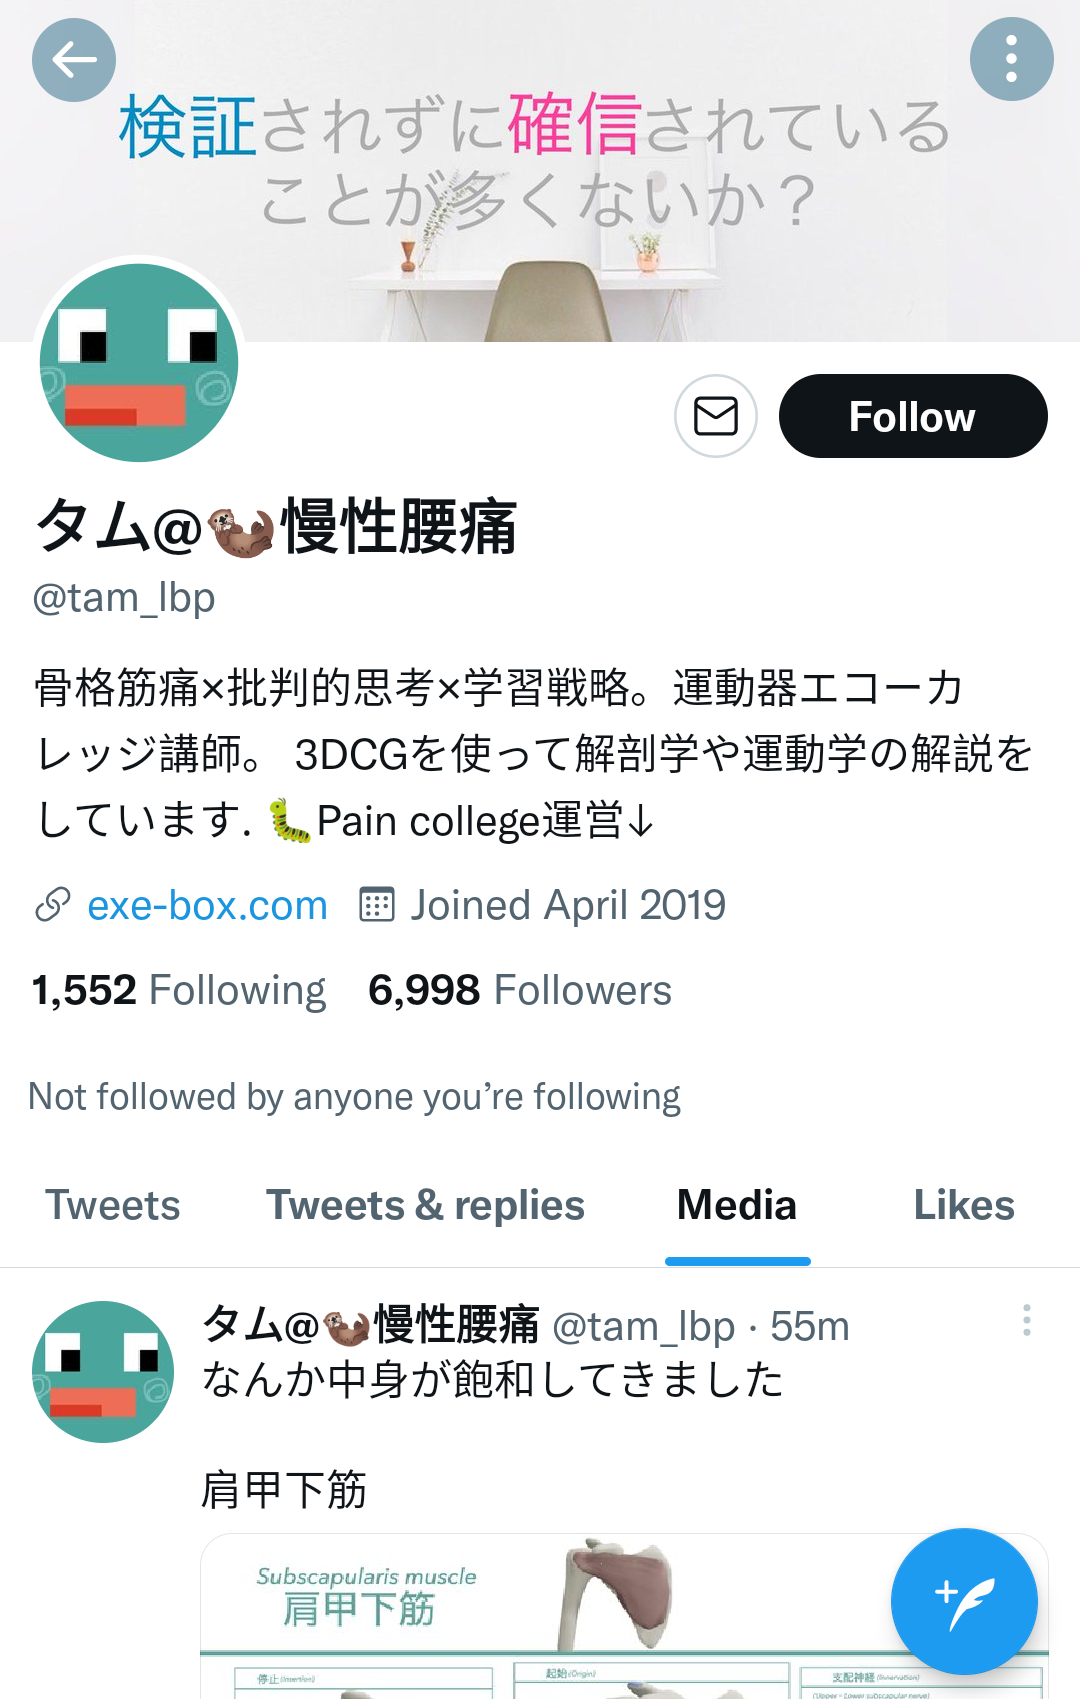 検証されずに確信されている
ことが多くないか？
Follow
タム@🦦慢性腰痛
@tam_lbp
骨格筋痛×批判的思考×学習戦略。運動器エコーカ
レッジ講師。 3DCGを使って解剖学や運動学の解説を
しています. 🐛Pain college運営↓
exe-box.com Joined April 2019
1,552 Following 6,998 Followers
Not followed by anyone you’re following
Tweets Tweets & replies Media Likes
タム@🦦慢性腰痛 @tam_lbp · 55m
なんか中身が飽和してきました
肩甲下筋
Subscapularis muscle
肩甲下筋
停止(Insertion) 起始(Origin) 支配神経(Innervation)
(Upper・Lower subscapular nerve)